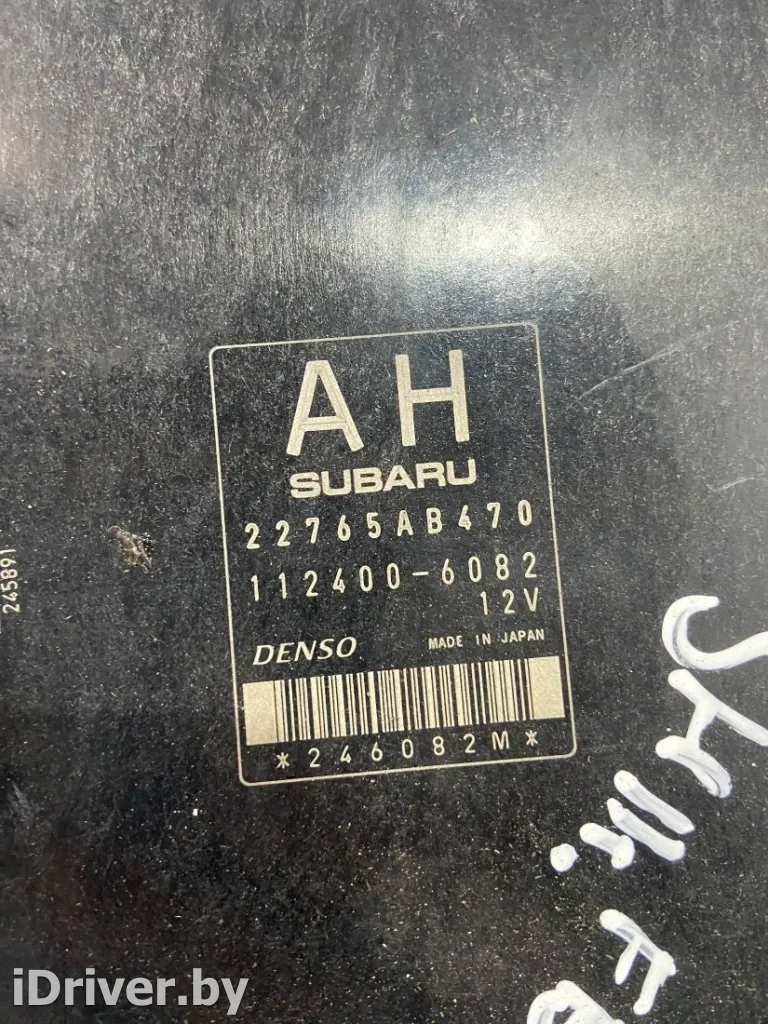 AH
SUBARU
22765AB470
112400-6082
12V
DENSO MADE IN JAPAN
*246082M*
245891
iDriver.by